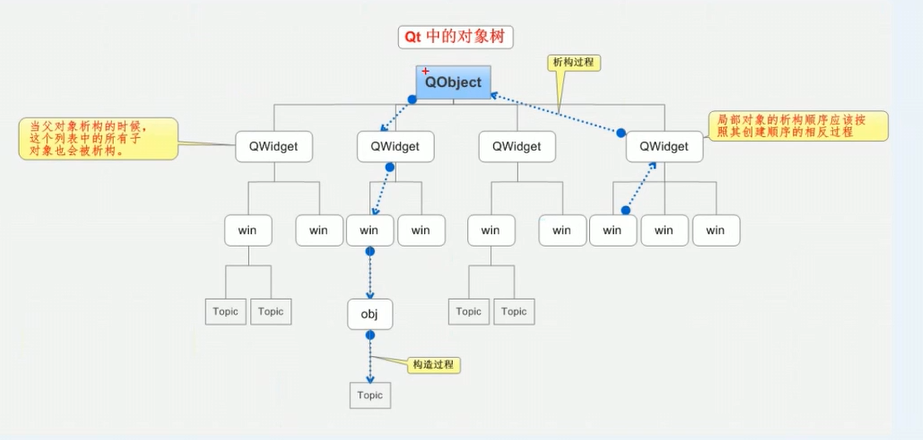 Qt 中的对象树
析构过程
QObject
当父对象析构的时候，
这个列表中的所有子
对象也会被析构。
局部对象的析构顺序应该按
照其创建顺序的相反过程
QWidget
QWidget
QWidget
QWidget
win
win
win
win
win
win
win
win
win
Topic
Topic
obj
Topic
Topic
构造过程
Topic